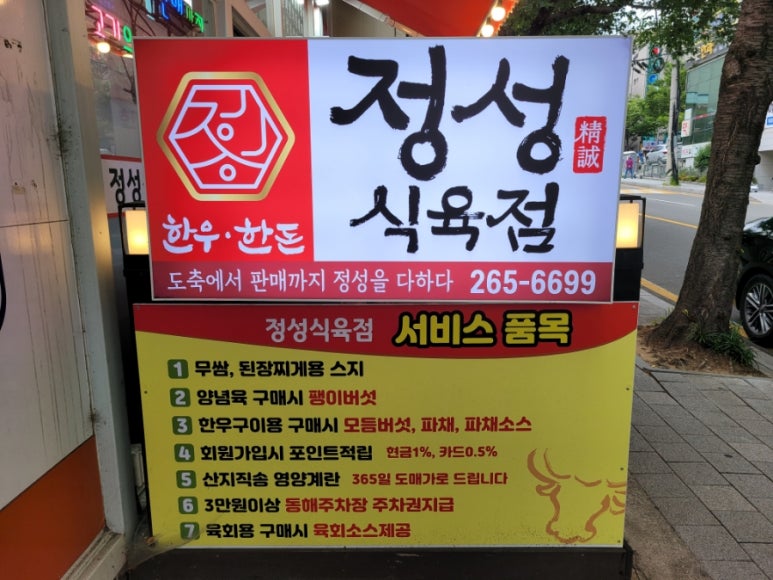 정성
精誠
식육점
정
한우·한돈
도축에서 판매까지 정성을 다하다 265-6699
정성식육점 서비스 품목
1 무쌈, 된장찌게용 스지
2 양념육 구매시 팽이버섯
3 한우구이용 구매시 모듬버섯, 파채, 파채소스
4 회원가입시 포인트적립 현금1%, 카드0.5%
5 산지직송 영양계란 365일 도매가로 드립니다
6 3만원이상 동해주차장 주차권지급
7 육회용 구매시 육회소스제공
정성